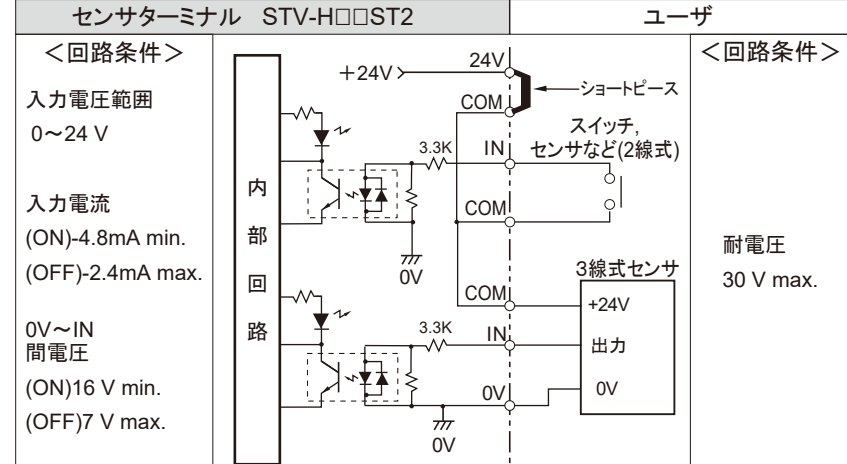 センサターミナル STV-H□□ST2
ユーザ
＜回路条件＞
入力電圧範囲
0～24 V
入力電流
(ON)-4.8mA min.
(OFF)-2.4mA max.
0V～IN
間電圧
(ON)16 V min.
(OFF)7 V max.
内
部
回
路
＋24V
24V
COM
ショートピース
3.3K
IN
スイッチ,
センサなど(2線式)
COM
0V
COM
3線式センサ
+24V
3.3K
IN
出力
0V
0V
0V
＜回路条件＞
耐電圧
30 V max.